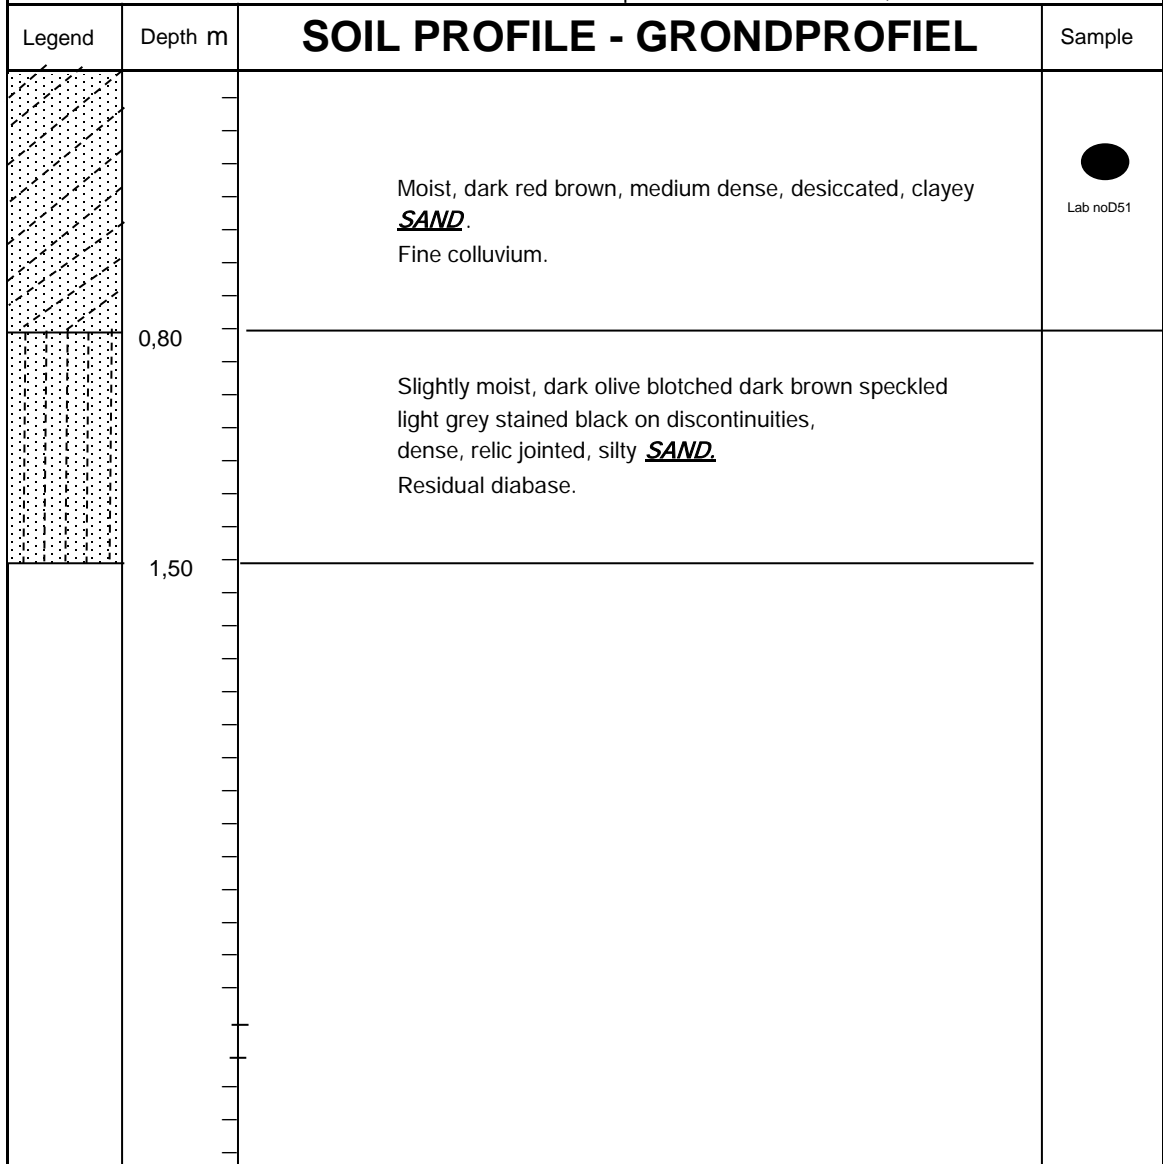 Legend Depth m SOIL PROFILE - GRONDPROFIEL Sample
Moist, dark red brown, medium dense, desiccated, clayey
SAND.
Fine colluvium.
Lab noD51
0,80
Slightly moist, dark olive blotched dark brown speckled
light grey stained black on discontinuities,
dense, relic jointed, silty SAND.
Residual diabase.
1,50